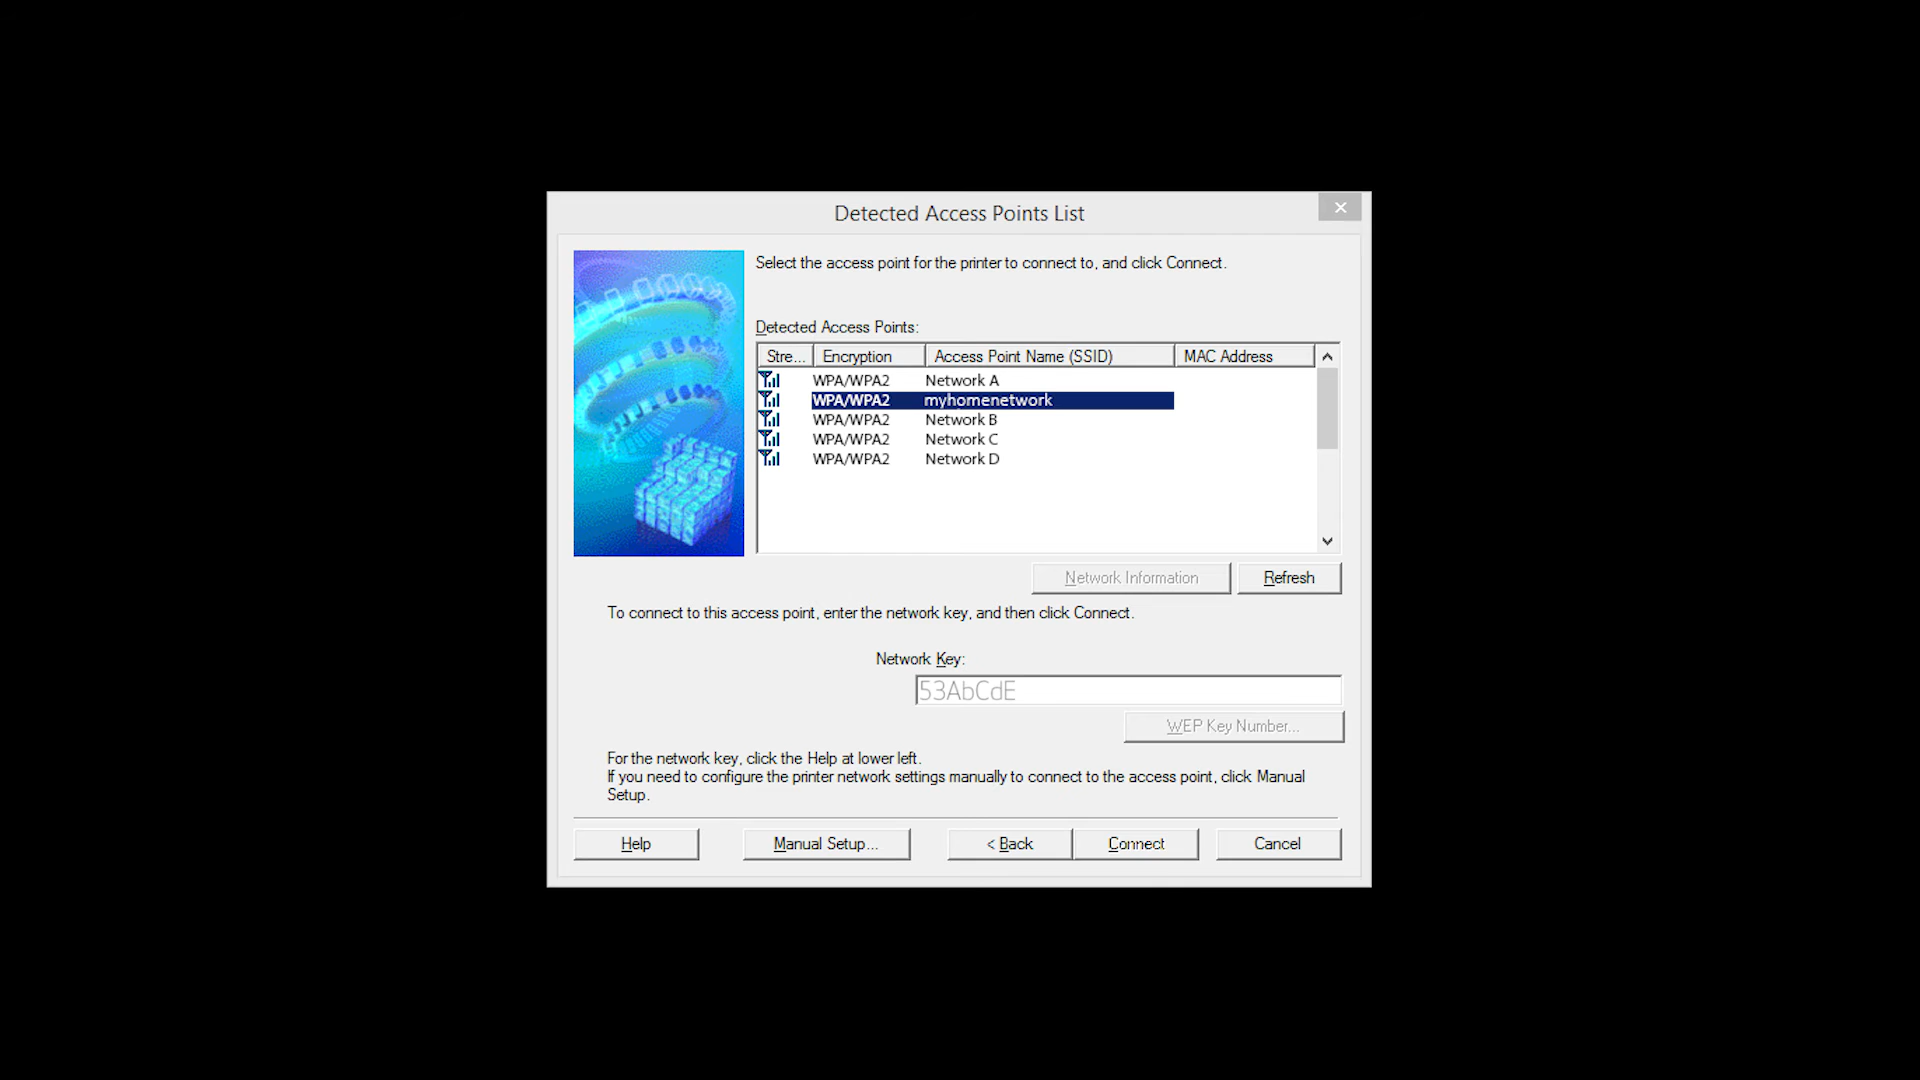 Detected Access Points List
Select the access point for the printer to connect to, and click Connect.
Detected Access Points:
Stre... Encryption Access Point Name (SSID) MAC Address
WPA/WPA2 Network A
WPA/WPA2 myhomenetwork
WPA/WPA2 Network B
WPA/WPA2 Network C
WPA/WPA2 Network D
Network Information Refresh
To connect to this access point, enter the network key, and then click Connect.
Network Key:
53AbCdE
WEP Key Number...
For the network key, click the Help at lower left.
If you need to configure the printer network settings manually to connect to the access point, click Manual
Setup.
Help Manual Setup... < Back Connect Cancel